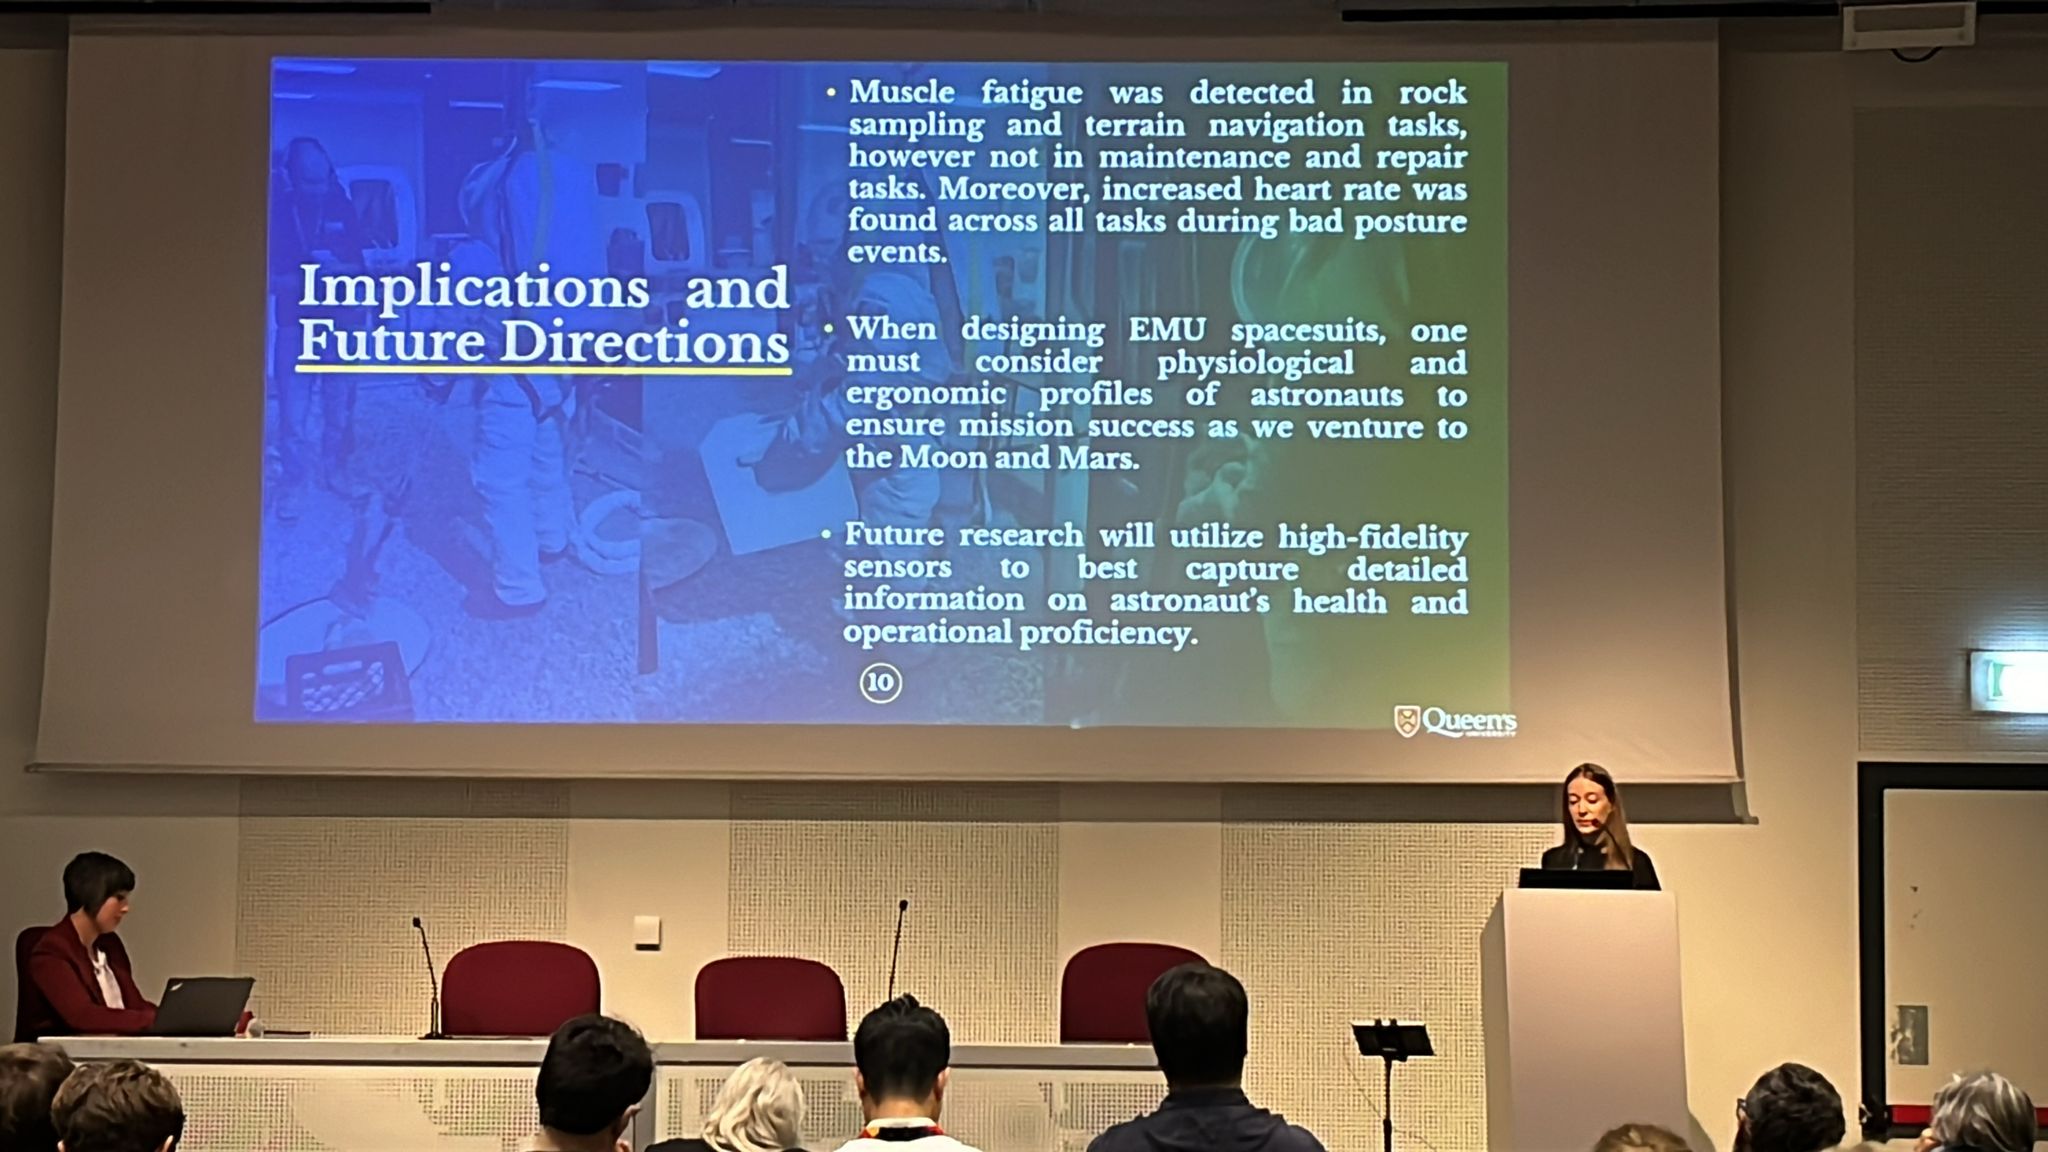 Implications and
Future Directions
• Muscle fatigue was detected in rock
sampling and terrain navigation tasks,
however not in maintenance and repair
tasks. Moreover, increased heart rate was
found across all tasks during bad posture
events.
• When designing EMU spacesuits, one
must consider physiological and
ergonomic profiles of astronauts to
ensure mission success as we venture to
the Moon and Mars.
• Future research will utilize high-fidelity
sensors to best capture detailed
information on astronaut's health and
operational proficiency.
10
Queen's
UNIVERSITY